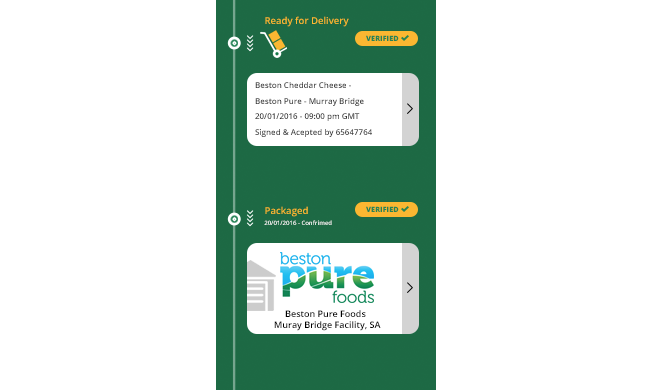 Ready for Delivery
VERIFIED
Beston Cheddar Cheese -
Beston Pure - Murray Bridge
20/01/2016 - 09:00 pm GMT
Signed & Acepted by 65647764
Packaged
VERIFIED
20/01/2016 - Confrimed
beston
pure
foods
Beston Pure Foods
Muray Bridge Facility, SA